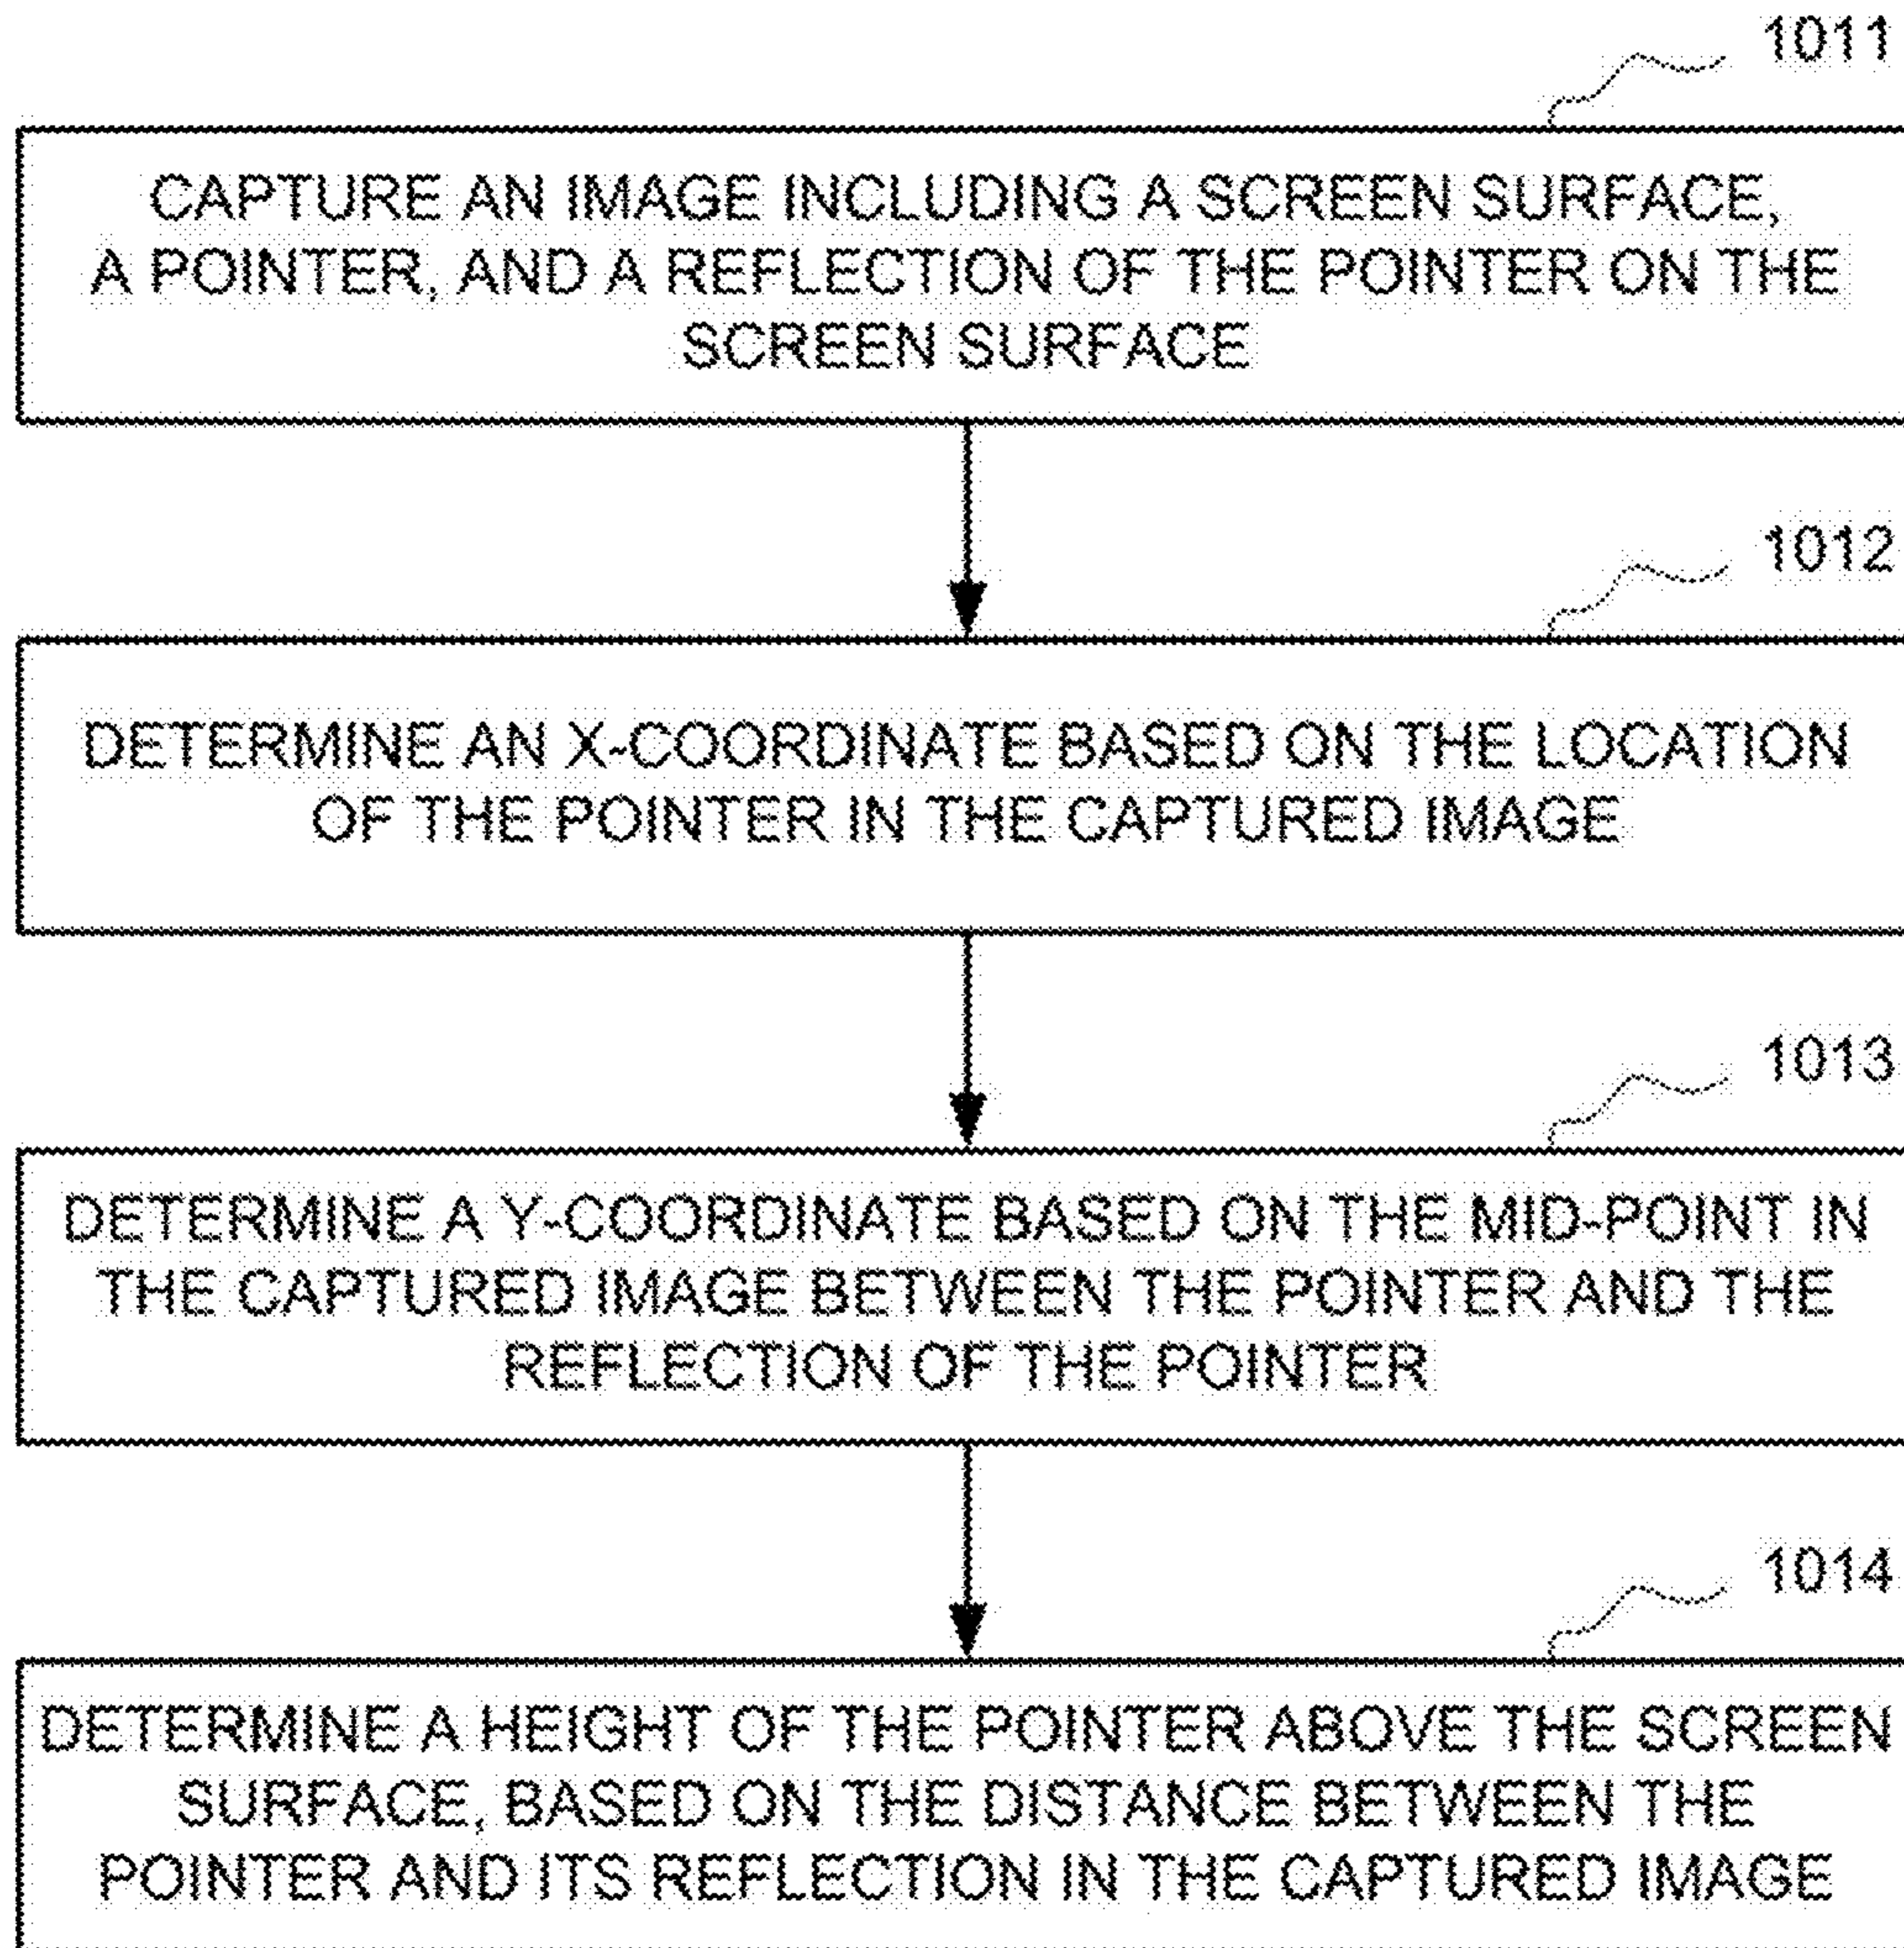 1011
CAPTURE AN IMAGE INCLUDING A SCREEN SURFACE,
A POINTER, AND A REFLECTION OF THE POINTER ON THE
SCREEN SURFACE
1012
DETERMINE AN X-COORDINATE BASED ON THE LOCATION
OF THE POINTER IN THE CAPTURED IMAGE
1013
DETERMINE A Y-COORDINATE BASED ON THE MID-POINT IN
THE CAPTURED IMAGE BETWEEN THE POINTER AND THE
REFLECTION OF THE POINTER
1014
DETERMINE A HEIGHT OF THE POINTER ABOVE THE SCREEN
SURFACE, BASED ON THE DISTANCE BETWEEN THE
POINTER AND ITS REFLECTION IN THE CAPTURED IMAGE